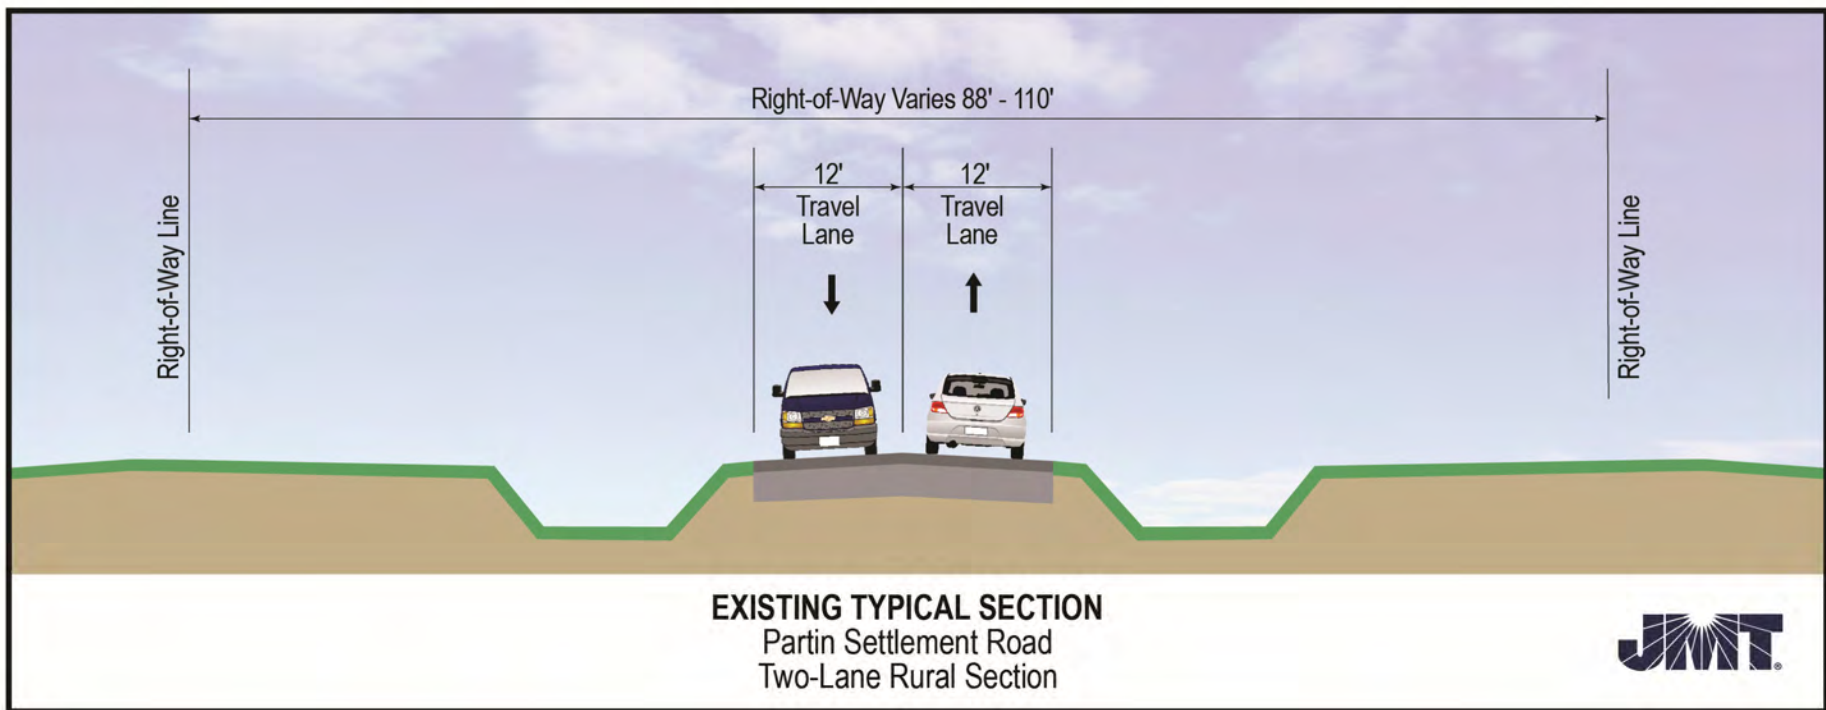 Right-of-Way Varies 88' - 110'
12'
12'
Travel
Lane
Travel
Lane
Right-of-Way Line
Right-of-Way Line
EXISTING TYPICAL SECTION
Partin Settlement Road
Two-Lane Rural Section
JMT®